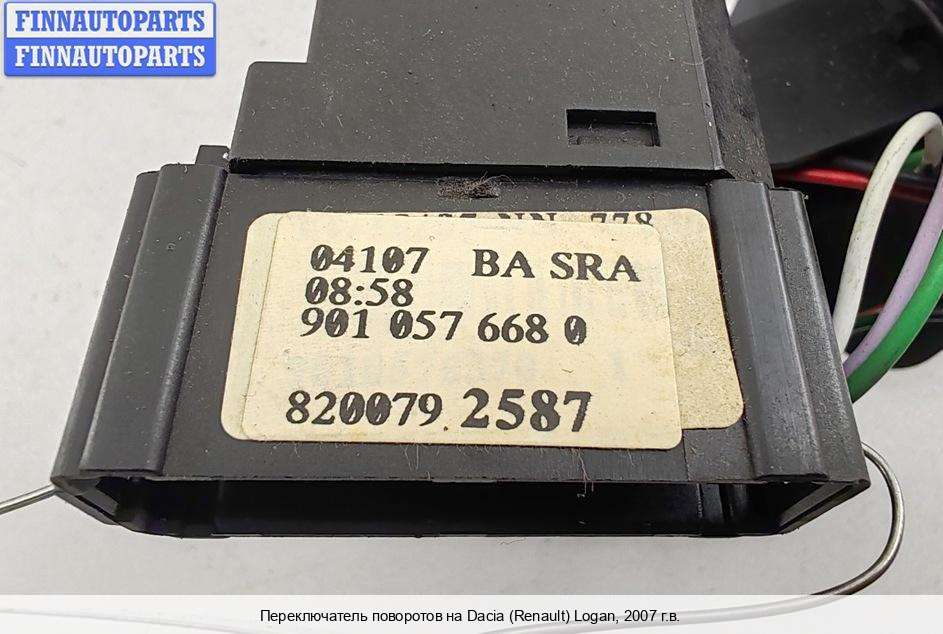 FINNAUTOPARTS
FINNAUTOPARTS
778
04107 BA SRA
08:58
901 057 668 0
820079 2587
Переключатель поворотов на Dacia (Renault) Logan, 2007 г.в.